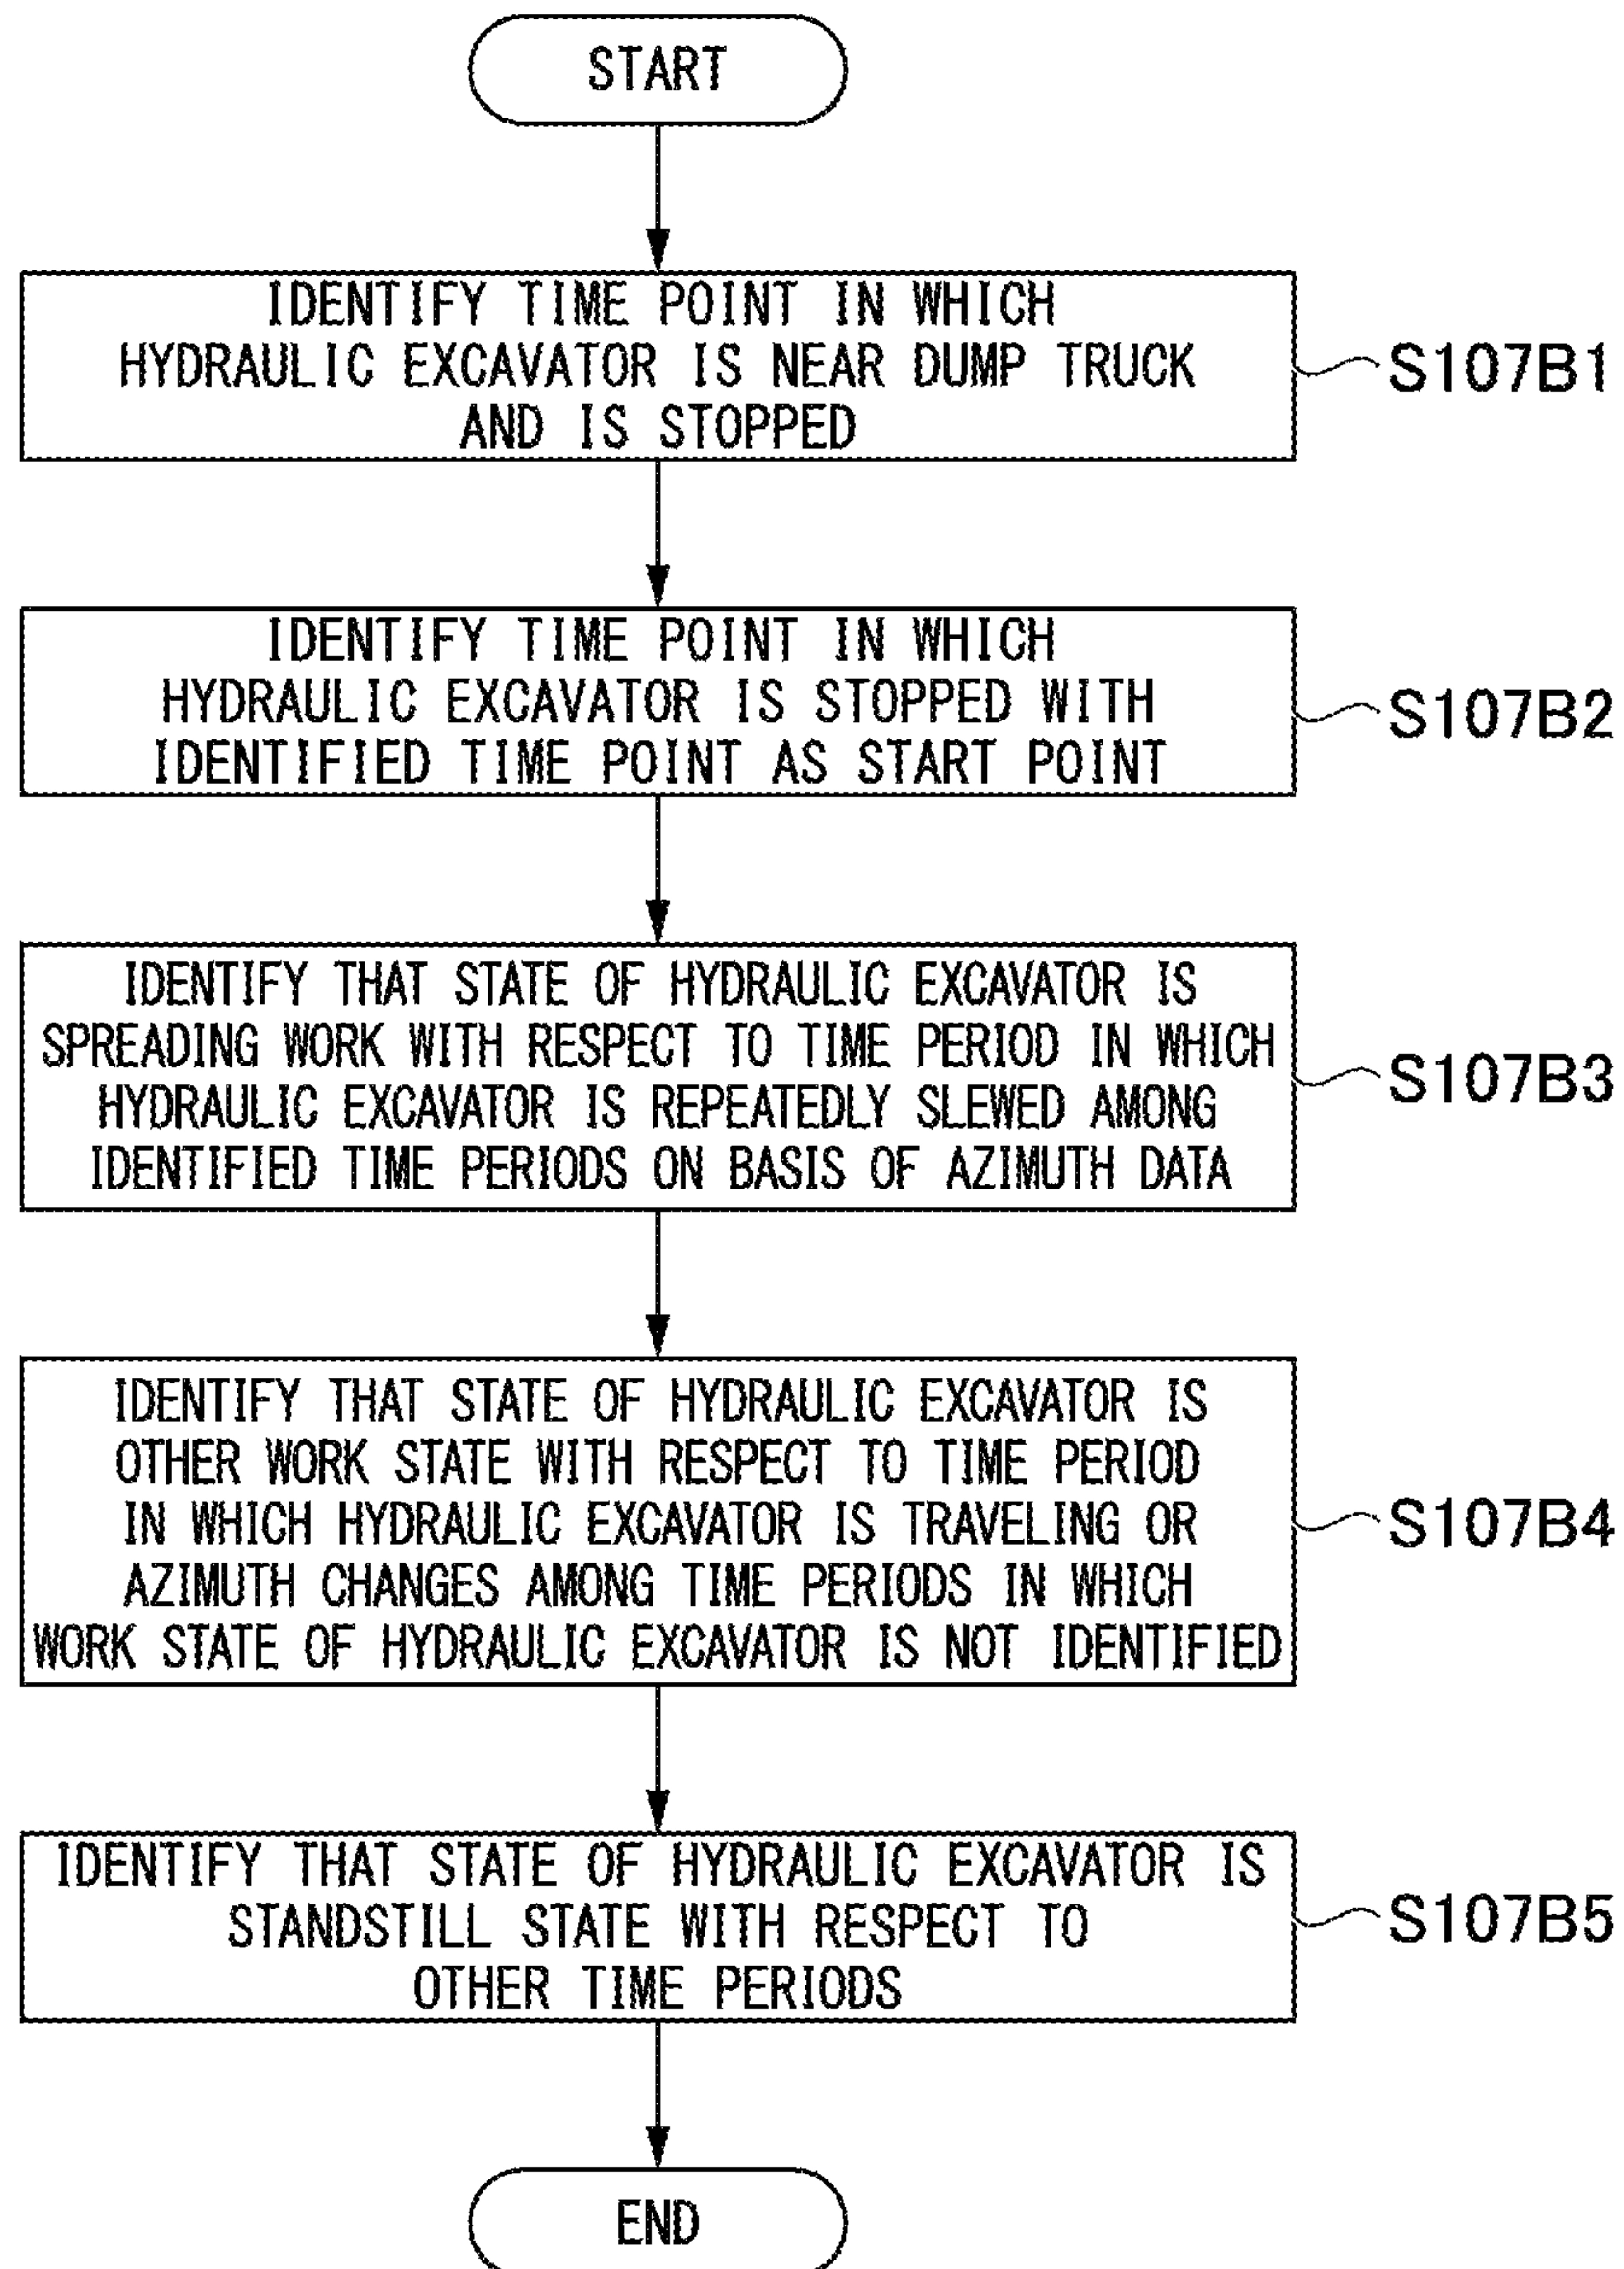 START
IDENTIFY TIME POINT IN WHICH
HYDRAULIC EXCAVATOR IS NEAR DUMP TRUCK
AND IS STOPPED
S107B1
IDENTIFY TIME POINT IN WHICH
HYDRAULIC EXCAVATOR IS STOPPED WITH
IDENTIFIED TIME POINT AS START POINT
S107B2
IDENTIFY THAT STATE OF HYDRAULIC EXCAVATOR IS
SPREADING WORK WITH RESPECT TO TIME PERIOD IN WHICH
HYDRAULIC EXCAVATOR IS REPEATEDLY SLEWED AMONG
IDENTIFIED TIME PERIODS ON BASIS OF AZIMUTH DATA
S107B3
IDENTIFY THAT STATE OF HYDRAULIC EXCAVATOR IS
OTHER WORK STATE WITH RESPECT TO TIME PERIOD
IN WHICH HYDRAULIC EXCAVATOR IS TRAVELING OR
AZIMUTH CHANGES AMONG TIME PERIODS IN WHICH
WORK STATE OF HYDRAULIC EXCAVATOR IS NOT IDENTIFIED
S107B4
IDENTIFY THAT STATE OF HYDRAULIC EXCAVATOR IS
STANDSTILL STATE WITH RESPECT TO
OTHER TIME PERIODS
S107B5
END